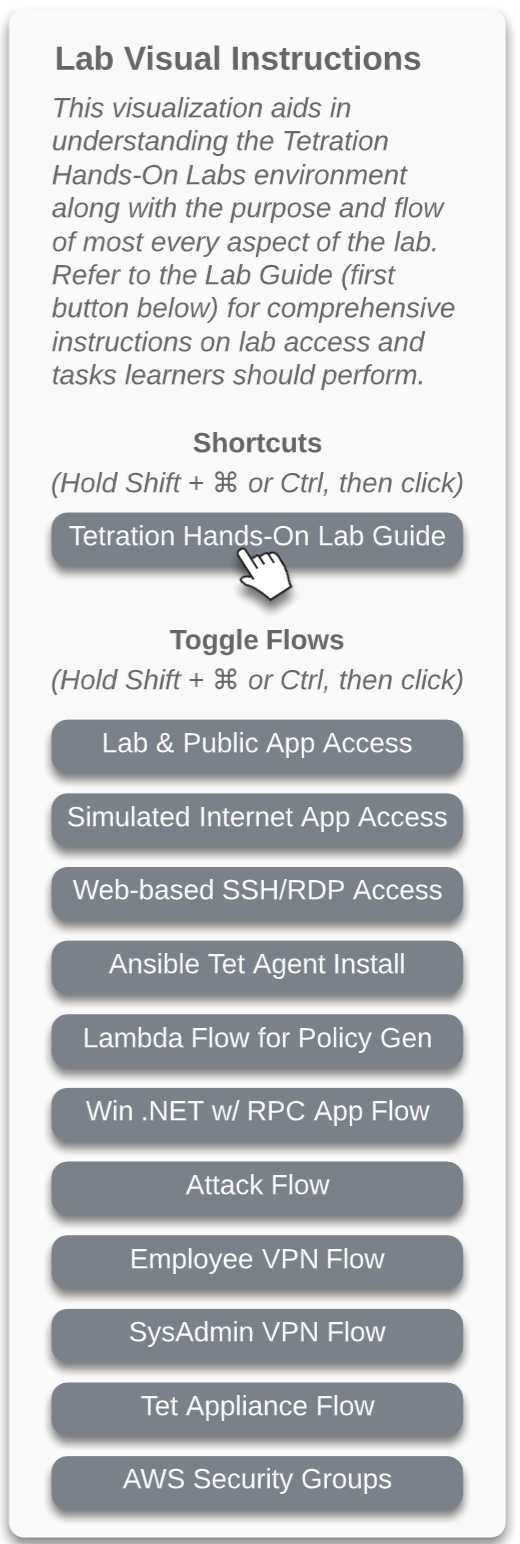 Lab Visual Instructions
This visualization aids in
understanding the Tetration
Hands-On Labs environment
along with the purpose and flow
of most every aspect of the lab.
Refer to the Lab Guide (first
button below) for comprehensive
instructions on lab access and
tasks learners should perform.
Shortcuts
(Hold Shift + ⌘ or Ctrl, then click)
Tetration Hands-On Lab Guide
Toggle Flows
(Hold Shift + ⌘ or Ctrl, then click)
Lab & Public App Access
Simulated Internet App Access
Web-based SSH/RDP Access
Ansible Tet Agent Install
Lambda Flow for Policy Gen
Win .NET w/ RPC App Flow
Attack Flow
Employee VPN Flow
SysAdmin VPN Flow
Tet Appliance Flow
AWS Security Groups